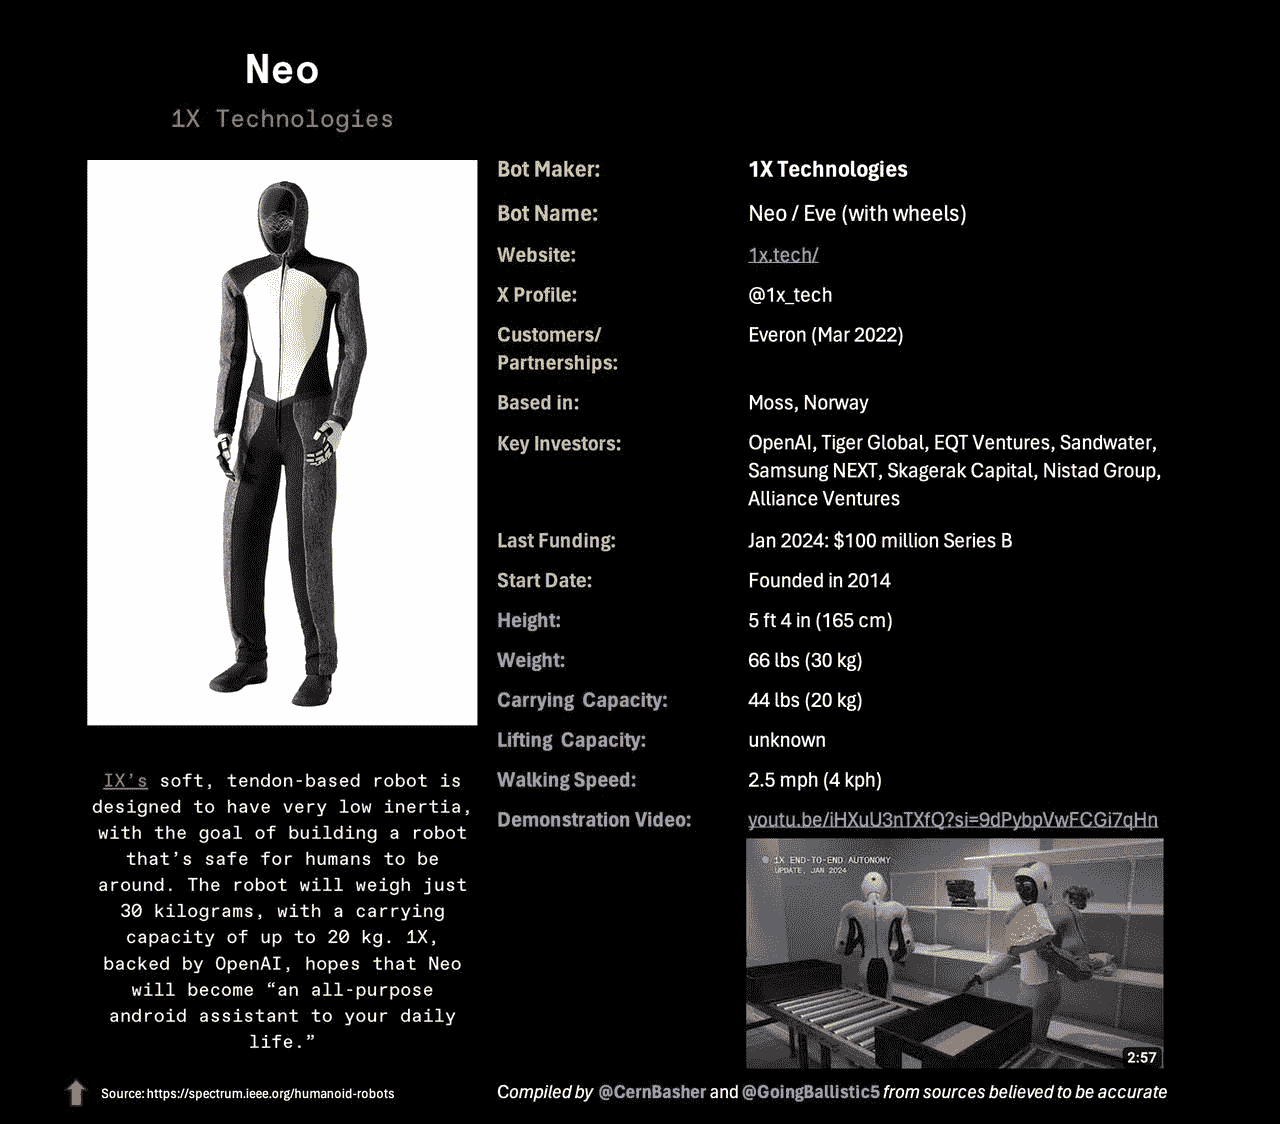 Neo
1X Technologies
Bot Maker: 1X Technologies
Bot Name: Neo / Eve (with wheels)
Website: 1x.tech/
X Profile: @1x_tech
Customers/ Everon (Mar 2022)
Partnerships:
Based in: Moss, Norway
Key Investors: OpenAI, Tiger Global, EQT Ventures, Sandwater,
Samsung NEXT, Skagerak Capital, Nistad Group,
Alliance Ventures
Last Funding: Jan 2024: $100 million Series B
Start Date: Founded in 2014
Height: 5 ft 4 in (165 cm)
Weight: 66 lbs (30 kg)
Carrying Capacity: 44 lbs (20 kg)
Lifting Capacity: unknown
Walking Speed: 2.5 mph (4 kph)
Demonstration Video: youtu.be/iHXuU3nTXfQ?si=9dPybpVwFCGi7qHn
1X END-TO-END AUTONOMY
UPDATE, JAN 2024
2:57
IX’s soft, tendon-based robot is
designed to have very low inertia,
with the goal of building a robot
that’s safe for humans to be
around. The robot will weigh just
30 kilograms, with a carrying
capacity of up to 20 kg. 1X,
backed by OpenAI, hopes that Neo
will become “an all-purpose
android assistant to your daily
life.”
Source: https://spectrum.ieee.org/humanoid-robots
Compiled by @CernBasher and @GoingBallistic5 from sources believed to be accurate